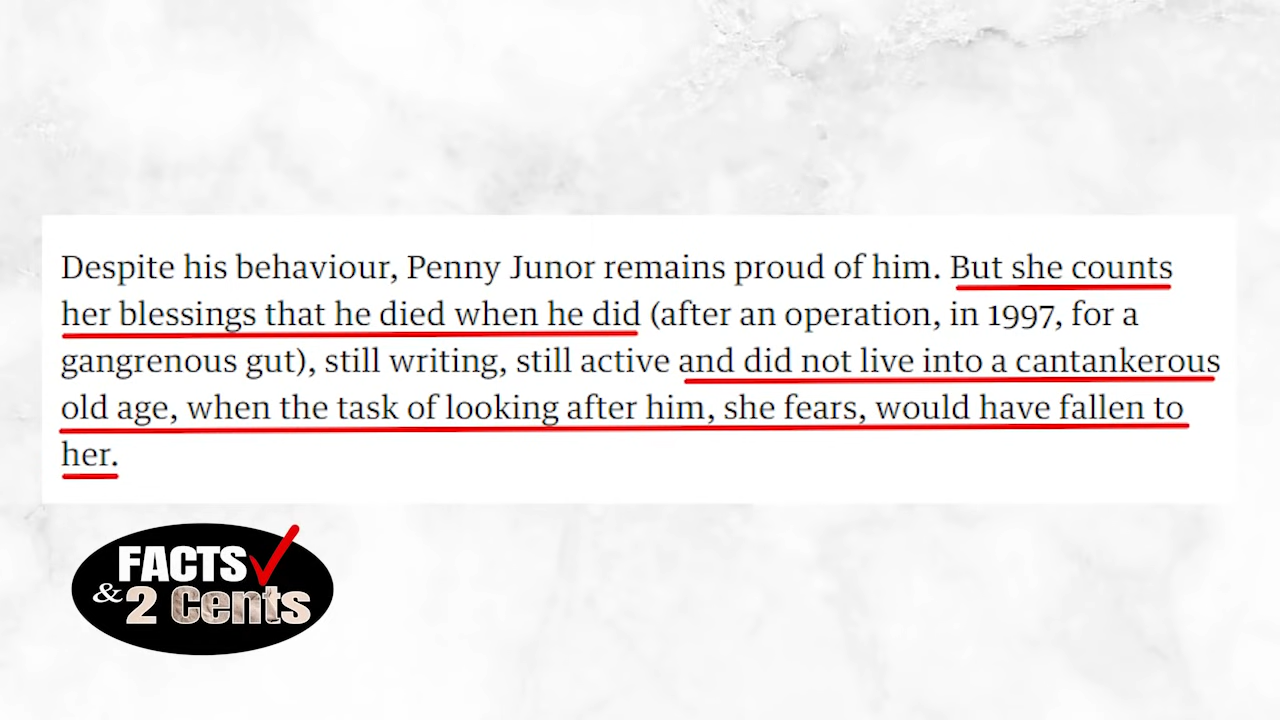 Despite his behaviour, Penny Junor remains proud of him. But she counts
her blessings that he died when he did (after an operation, in 1997, for a
gangrenous gut), still writing, still active and did not live into a cantankerous
old age, when the task of looking after him, she fears, would have fallen to
her.
FACTS
& 2 Cents